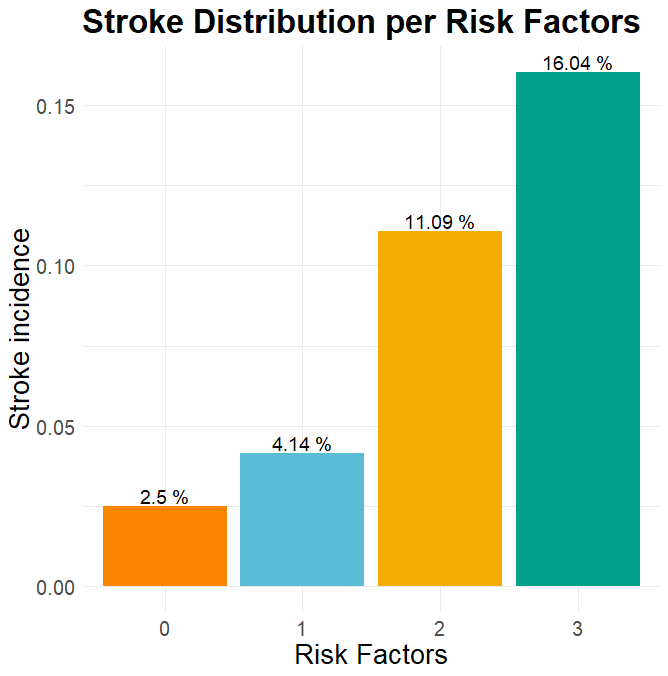 Stroke Distribution per Risk Factors
16.04 %
0.15
11.09 %
0.10
Stroke incidence
0.05
4.14 %
2.5 %
0.00
0 1 2 3
Risk Factors